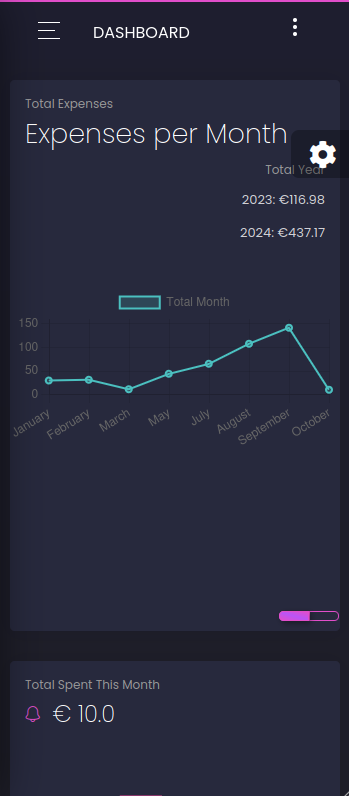 DASHBOARD
Total Expenses
Expenses per Month
Total Year
2023: €116.98
2024: €437.17
Total Month
150
100
50
0
January February March May July August September October
Total Spent This Month
€ 10.0